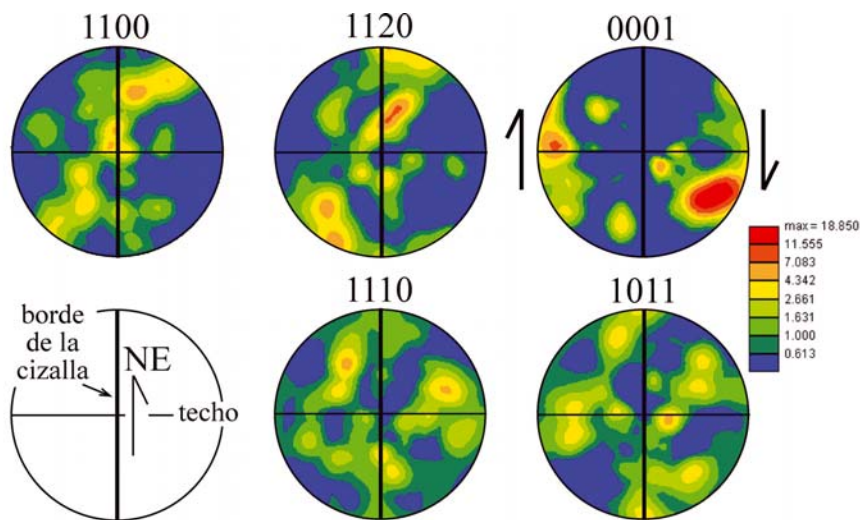 1100
1120
0001
max = 18.850
11.555
7.083
4.342
2.661
1.631
1.000
0.613
borde
de la
cizalla
NE
techo
1110
1011